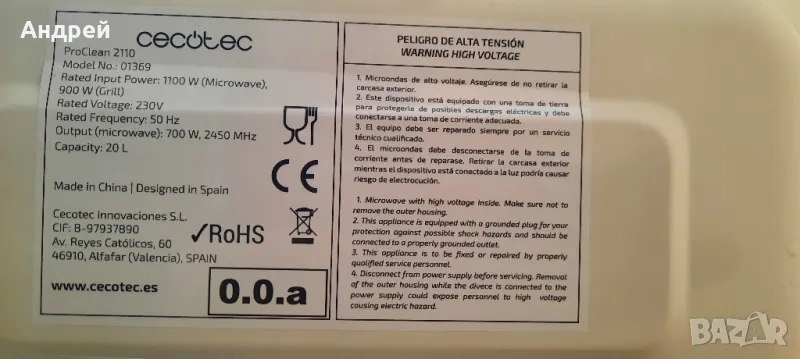 Андрей
cecotec
ProClean 2110
Model No.: 01369
Rated Input Power: 1100 W (Microwave),
900 W (Grill)
Rated Voltage: 230V
Rated Frequency: 50 Hz
Output (microwave): 700 W, 2450 MHz
Capacity: 20 L
Made in China | Designed in Spain
CE
Cecotec Innovaciones S.L.
CIF: B-97937890
Av. Reyes Católicos, 60
46910, Alfafar (Valencia), SPAIN
✓RoHS
www.cecotec.es
0.0.a
PELIGRO DE ALTA TENSIÓN
WARNING HIGH VOLTAGE
1. Microondas de alto voltaje. Asegúrese de no retirar la
carcasa exterior.
2. Este dispositivo está equipado con una toma de tierra
para protegerle de posibles descargas eléctricas y debe
conectarse a una toma de corriente adecuada.
3. El equipo debe ser reparado siempre por un servicio
técnico cualificado.
4. El microondas debe desconectarse de la toma de
corriente antes de repararse. Retirar la carcasa exterior
mientras el dispositivo está conectado a la luz podría causar
riesgo de electrocución.
1. Microwave with high voltage inside. Make sure not to
remove the outer housing.
2. This appliance is equipped with a grounded plug for your
protection against possible shock hazards and should be
connected to a properly grounded outlet.
3. This appliance is to be fixed or repaired by properly
qualified service personnel.
4. Disconnect from power supply before servicing. Removal
of the outer housing while the divece is connected to the
power supply could expose personnel to high voltage
causing electric hazard.
BAZAR